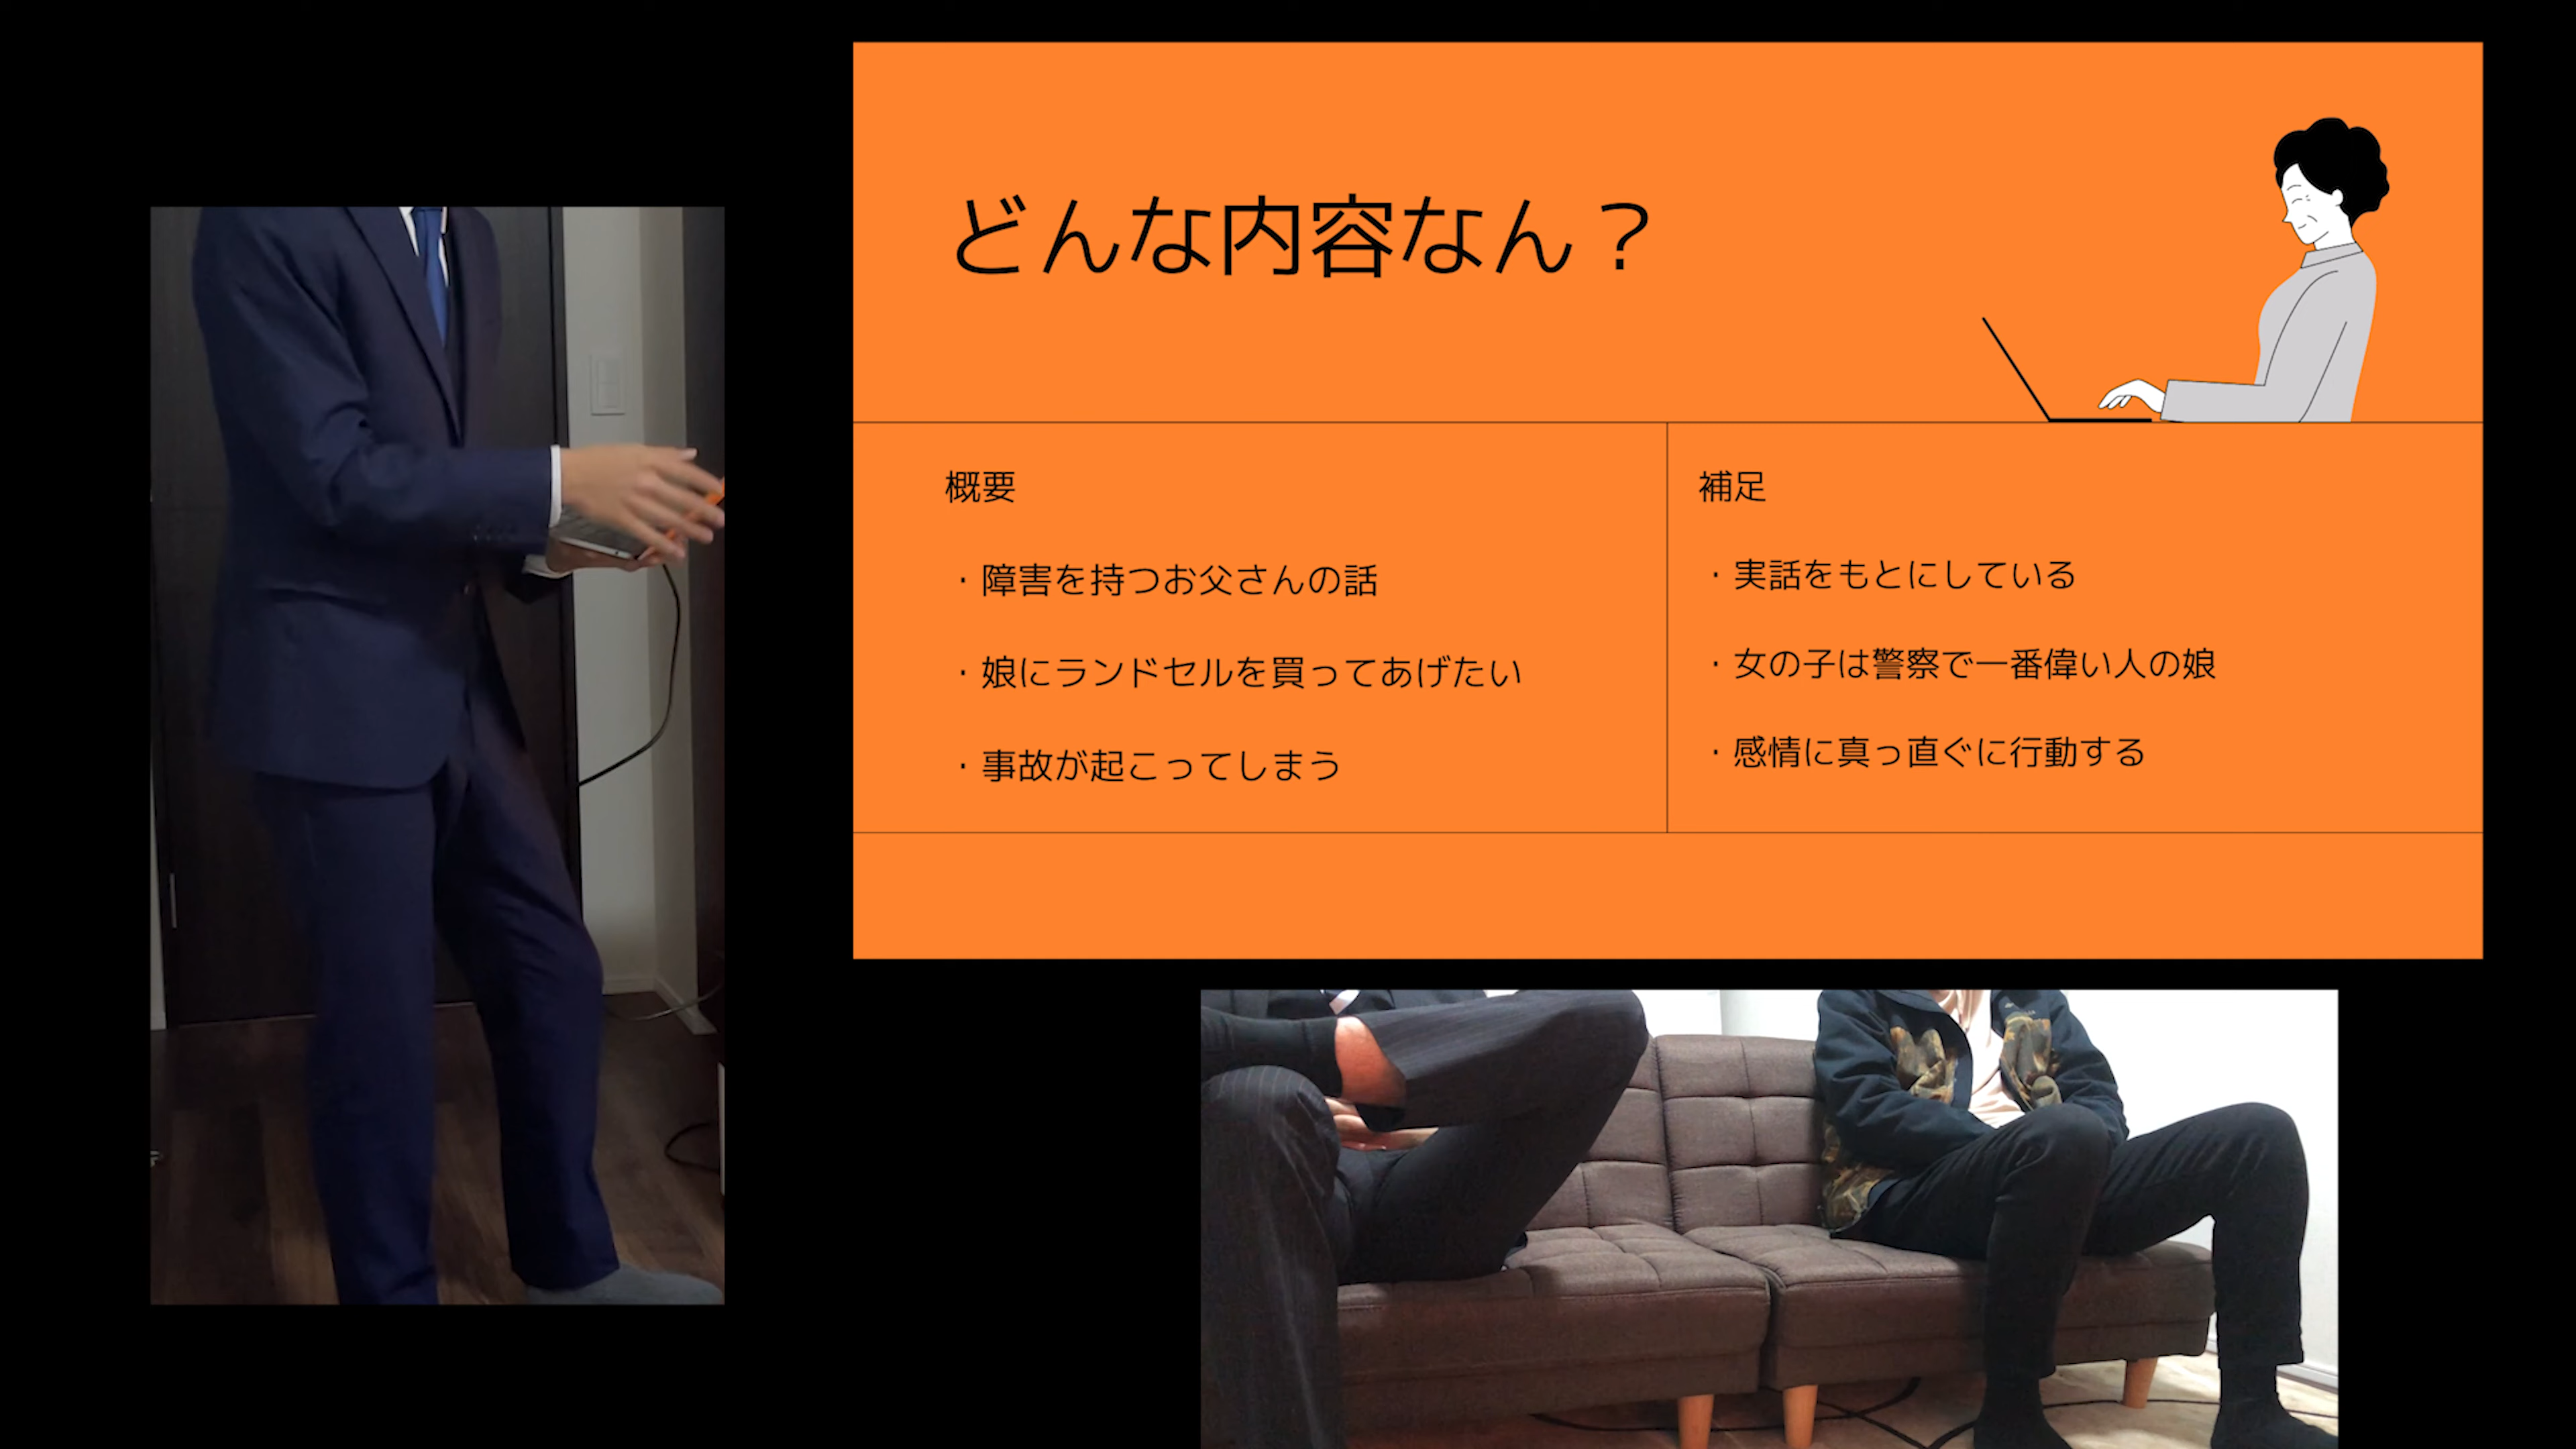 どんな内容なん？
概要
・障害を持つお父さんの話
・娘にランドセルを買ってあげたい
・事故が起こってしまう
補足
・実話をもとにしている
・女の子は警察で一番偉い人の娘
・感情に真っ直ぐに行動する